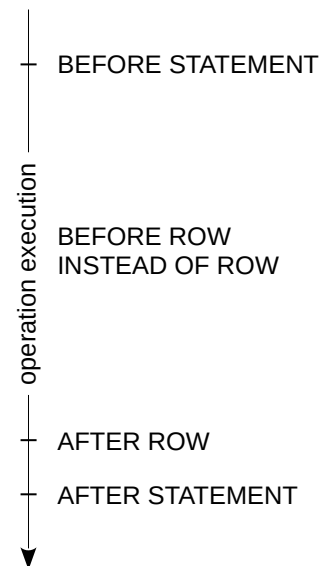 BEFORE STATEMENT
operation execution
BEFORE ROW
INSTEAD OF ROW
AFTER ROW
AFTER STATEMENT